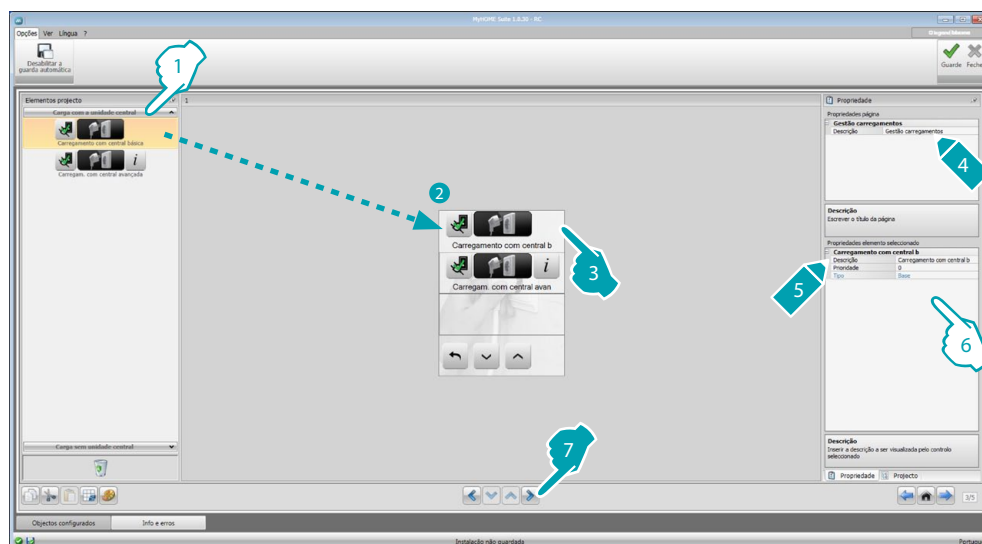 MyHOME Suite 1.0.30 - RC
Opções Ver Língua ?
Desabilitar a
guarda automática
Guarde Feche
1
Elementos projecto
1
Carga com a unidade central
Carregamento com central básica
Carregam. com central avançada
Carga sem unidade central
2
Carregamento com central b
Carregam. com central avan
3
Propriedade
Propriedades página
Gestão carregamentos
Descrição Gestão carregamentos
4
Descrição
Escrever o título da página
Propriedades elemento seleccionado
Carregamento com central b
Descrição Carregamento com central b
Prioridade 0
Tipo Base
5
6
Descrição
Inserir a descrição a ser visualizada pelo controlo
seleccionado
Propriedade Projecto
7
3/5
Objectos configurados Info e erros
Instalação não guardada
Portugu